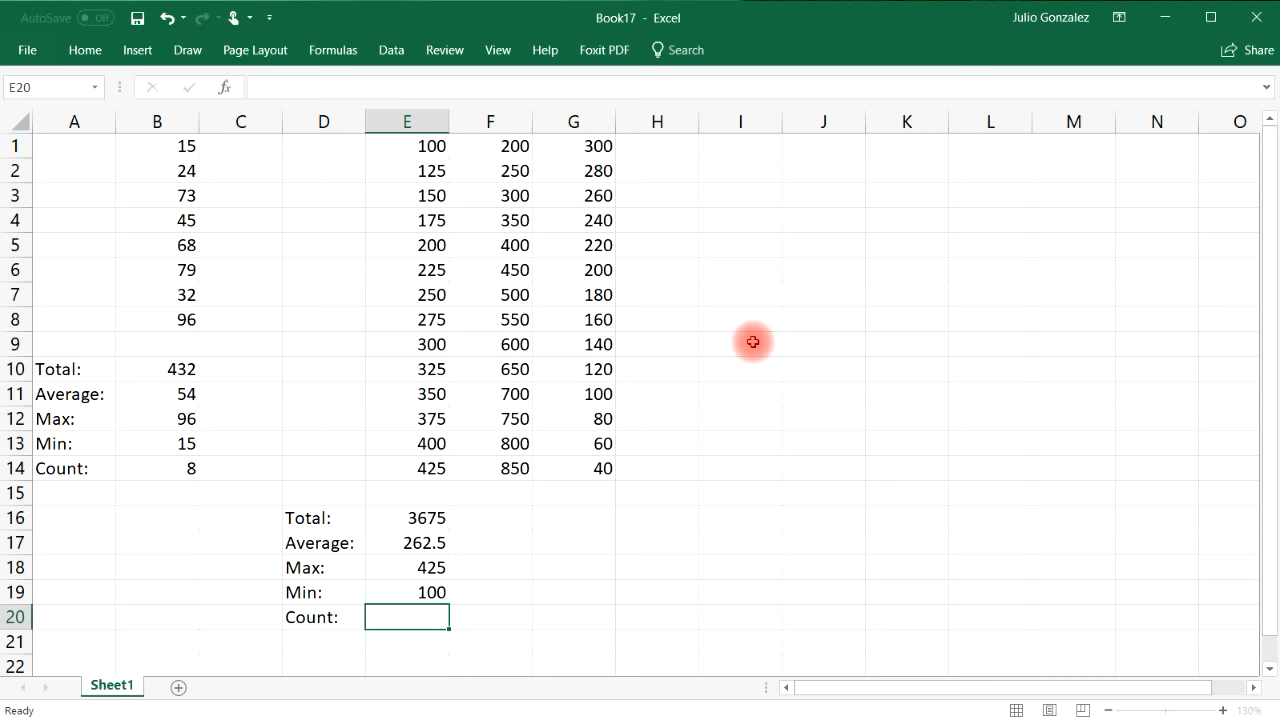 AutoSave Off Book17 - Excel Julio Gonzalez
File Home Insert Draw Page Layout Formulas Data Review View Help Foxit PDF Search Share
E20 fx
A B C D E F G H I J K L M N O
1 15 100 200 300
2 24 125 250 280
3 73 150 300 260
4 45 175 350 240
5 68 200 400 220
6 79 225 450 200
7 32 250 500 180
8 96 275 550 160
9 300 600 140
10 Total: 432 325 650 120
11 Average: 54 350 700 100
12 Max: 96 375 750 80
13 Min: 15 400 800 60
14 Count: 8 425 850 40
15
16 Total: 3675
17 Average: 262.5
18 Max: 425
19 Min: 100
20 Count:
21
22
Sheet1
Ready 130%